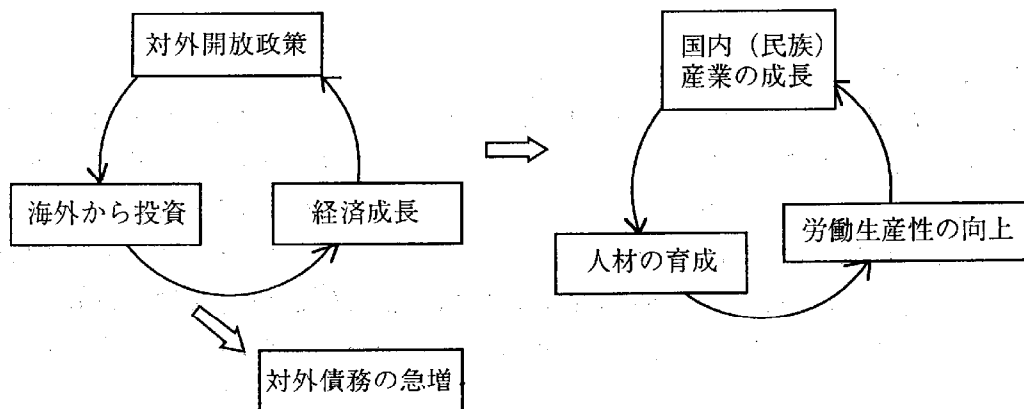 対外開放政策
海外から投資
経済成長
対外債務の急増
国内（民族）
産業の成長
人材の育成
労働生産性の向上